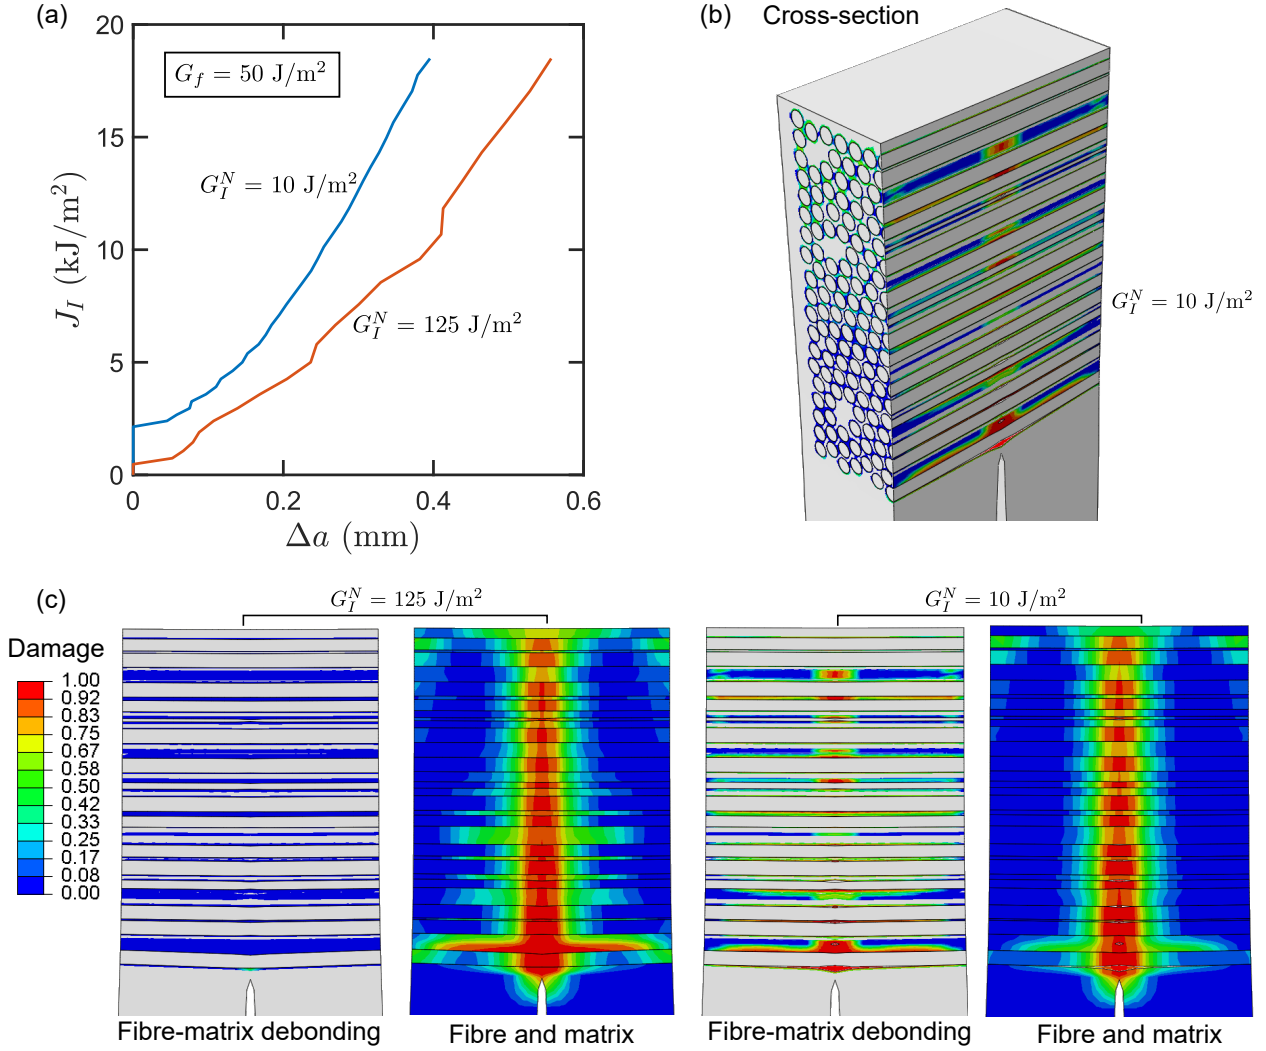 (a)
20
15
10
5
0
0
0.2
0.4
0.6
J_I (kJ/m²)
Δa (mm)
G_f = 50 J/m²
G_I^N = 10 J/m²
G_I^N = 125 J/m²
(b) Cross-section
G_I^N = 10 J/m²
(c)
G_I^N = 125 J/m²
G_I^N = 10 J/m²
Damage
1.00
0.92
0.83
0.75
0.67
0.58
0.50
0.42
0.33
0.25
0.17
0.08
0.00
Fibre-matrix debonding
Fibre and matrix
Fibre-matrix debonding
Fibre and matrix